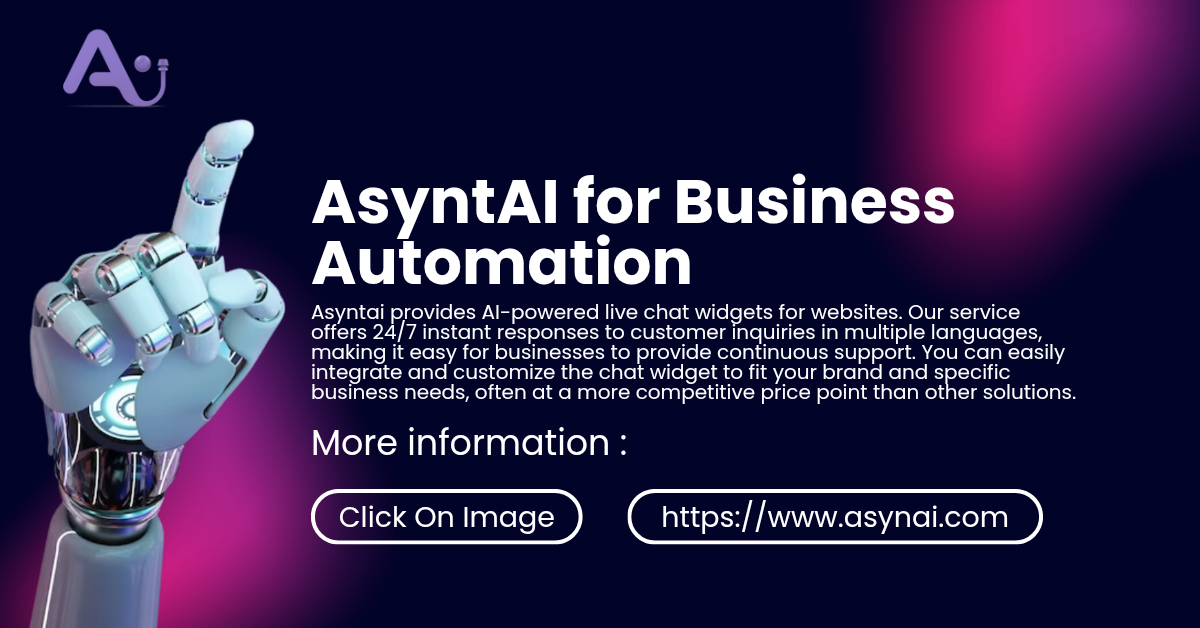 Ai
AsyntAI for Business
Automation
Asyntai provides AI-powered live chat widgets for websites. Our service
offers 24/7 instant responses to customer inquiries in multiple languages,
making it easy for businesses to provide continuous support. You can easily
integrate and customize the chat widget to fit your brand and specific
business needs, often at a more competitive price point than other solutions.
More information :
Click On Image
https://www.asynai.com